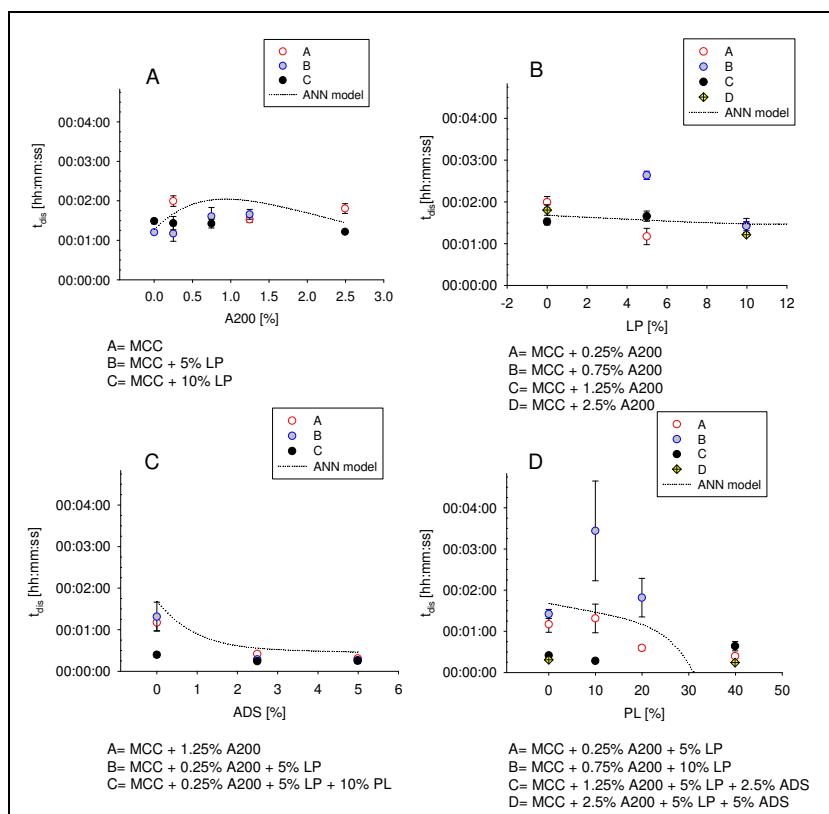 A
A
B
C
ANN model
t_dis [hh:mm:ss]
00:04:00
00:03:00
00:02:00
00:01:00
00:00:00
0.0 0.5 1.0 1.5 2.0 2.5 3.0
A200 [%]
A= MCC
B= MCC + 5% LP
C= MCC + 10% LP
B
A
B
C
D
ANN model
t_dis[hh:mm:ss]
00:04:00
00:03:00
00:02:00
00:01:00
00:00:00
-2 0 2 4 6 8 10 12
LP [%]
A= MCC + 0.25% A200
B= MCC + 0.75% A200
C= MCC + 1.25% A200
D= MCC + 2.5% A200
C
A
B
C
ANN model
t_dis [hh:mm:ss]
00:04:00
00:03:00
00:02:00
00:01:00
00:00:00
0 1 2 3 4 5 6
ADS [%]
A= MCC + 1.25% A200
B= MCC + 0.25% A200 + 5% LP
C= MCC + 0.25% A200 + 5% LP + 10% PL
D
A
B
C
D
ANN model
t_dis [hh:mm:ss]
00:04:00
00:03:00
00:02:00
00:01:00
00:00:00
0 10 20 30 40 50
PL [%]
A= MCC + 0.25% A200 + 5% LP
B= MCC + 0.75% A200 + 10% LP
C= MCC + 1.25% A200 + 5% LP + 2.5% ADS
D= MCC + 2.5% A200 + 5% LP + 5% ADS